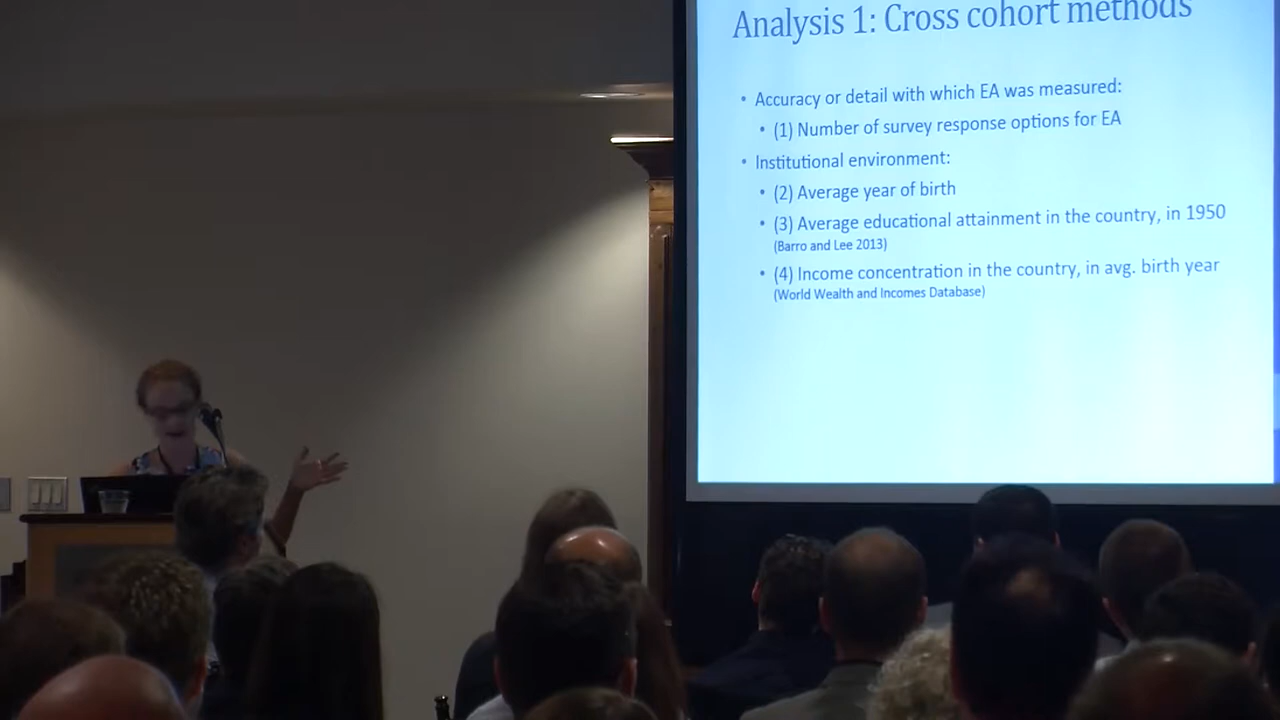 Analysis 1: Cross cohort methods
• Accuracy or detail with which EA was measured:
• (1) Number of survey response options for EA
• Institutional environment:
• (2) Average year of birth
• (3) Average educational attainment in the country, in 1950
(Barro and Lee 2013)
• (4) Income concentration in the country, in avg. birth year
(World Wealth and Incomes Database)